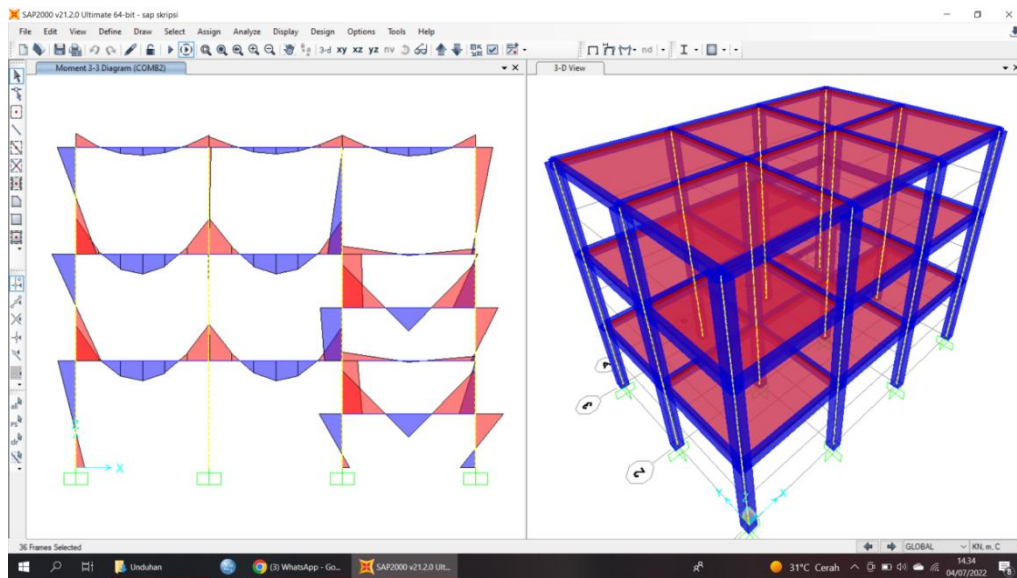 SAP2000 v21.2.0 Ultimate 64-bit - sap skripsi
File Edit View Define Draw Select Assign Analyze Display Design Options Tools Help
3-d xy xz yz nv
nd
Moment 3-3 Diagram (COMB2)
3-D View
Z
X
Y
Z
X
2
36 Frames Selected
GLOBAL
KN, m, C
Unduhan
(3) WhatsApp - Go...
SAP2000 v21.2.0 Ult...
31°C Cerah
14.34
04/07/2022